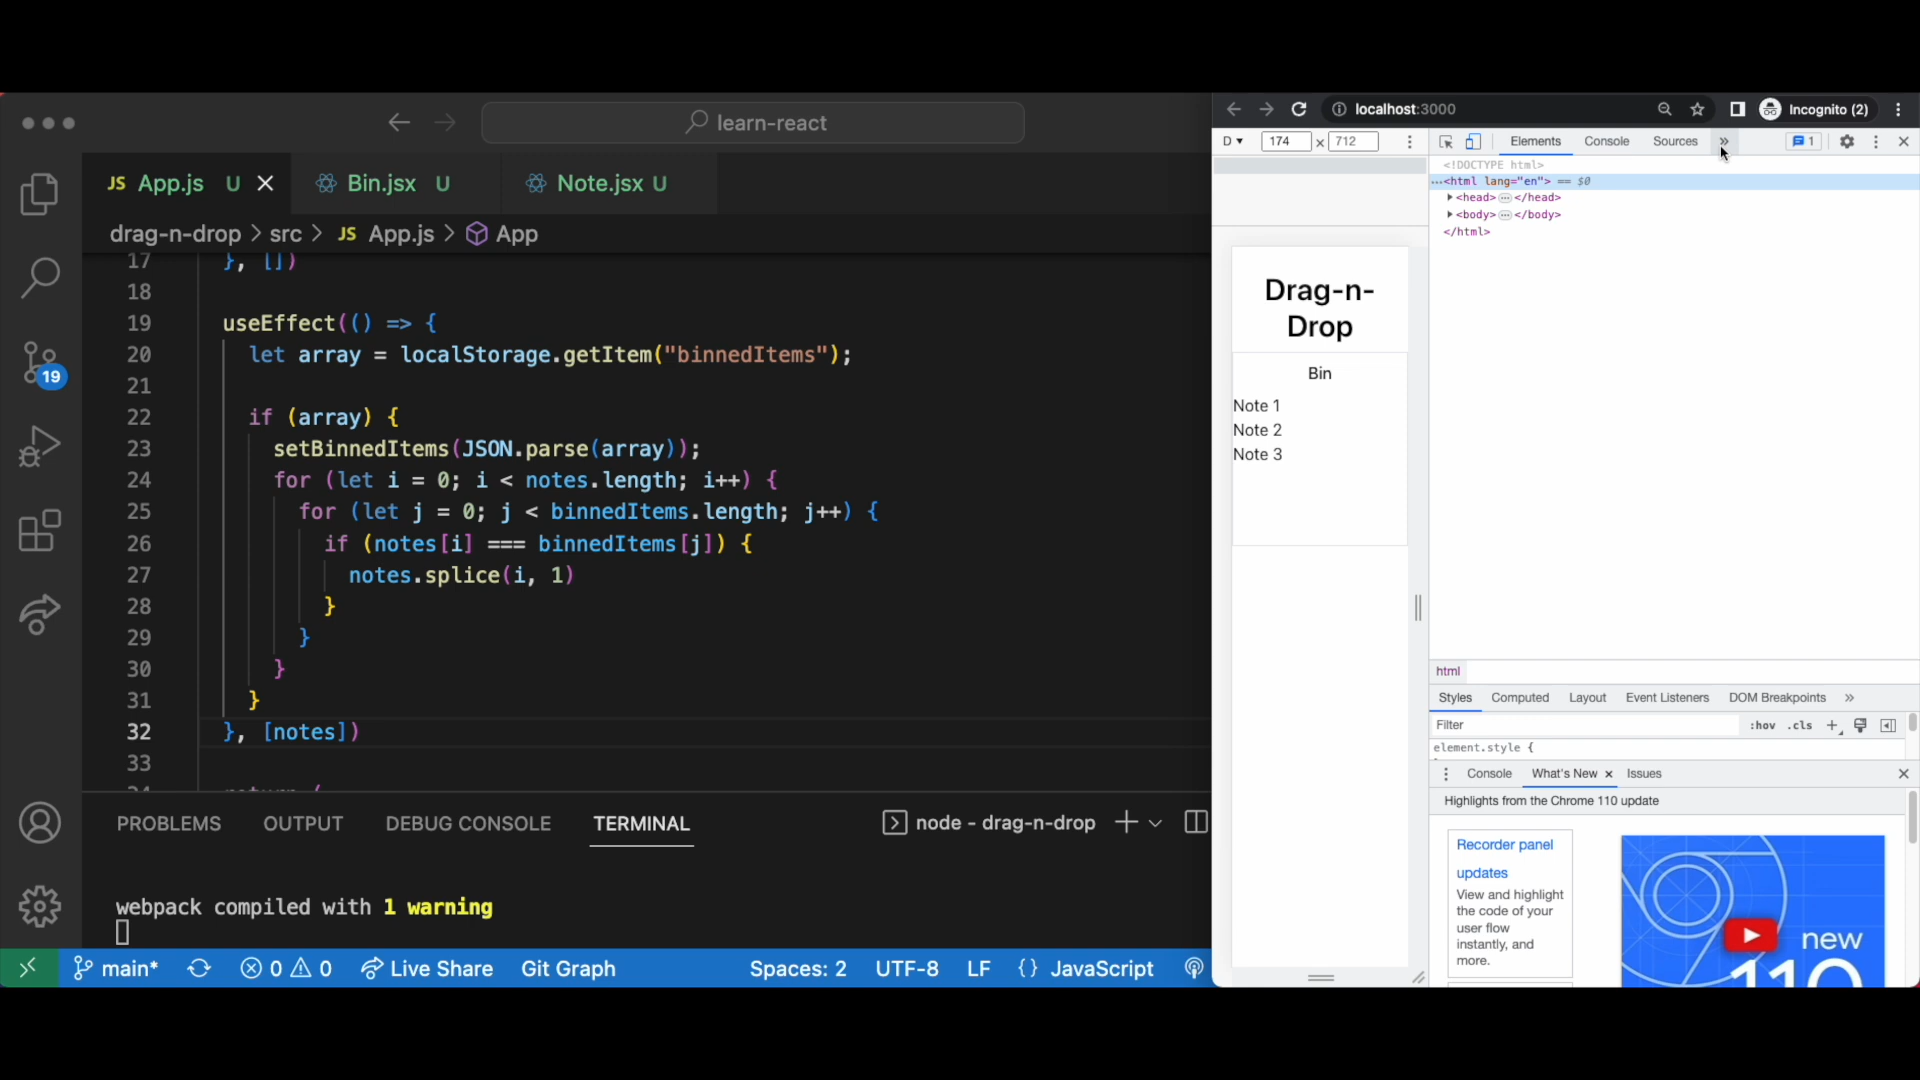 learn-react
JS App.js U
Bin.jsx U
Note.jsx U
drag-n-drop > src > JS App.js > App
17 }, [])
18
19 useEffect(() => {
20 let array = localStorage.getItem("binnedItems");
21
22 if (array) {
23 setBinnedItems(JSON.parse(array));
24 for (let i = 0; i < notes.length; i++) {
25 for (let j = 0; j < binnedItems.length; j++) {
26 if (notes[i] === binnedItems[j]) {
27 notes.splice(i, 1)
28 }
29 }
30 }
31 }
32 }, [notes])
33
19
PROBLEMS OUTPUT DEBUG CONSOLE TERMINAL
node - drag-n-drop
webpack compiled with 1 warning
main* 0 0 Live Share Git Graph Spaces: 2 UTF-8 LF {} JavaScript
localhost:3000 Incognito (2)
D 174 x 712
Elements Console Sources » 1
<!DOCTYPE html>
<html lang="en"> == $0
<head> </head>
<body> </body>
</html>
Drag-n-
Drop
Bin
Note 1
Note 2
Note 3
html
Styles Computed Layout Event Listeners DOM Breakpoints »
Filter :hov .cls +
element.style {
Console What's New × Issues
Highlights from the Chrome 110 update
Recorder panel
updates
View and highlight
the code of your
user flow
instantly, and
more.
new
110